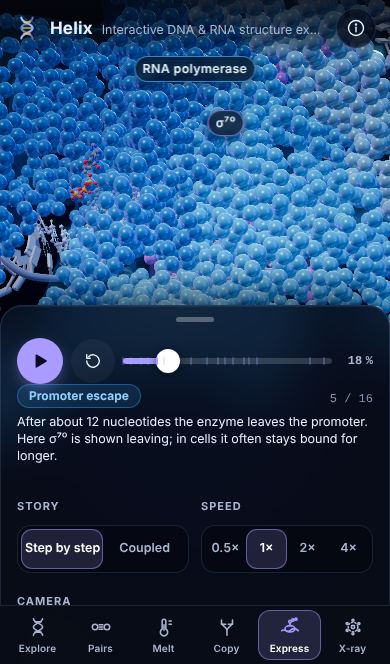 Helix Interactive DNA & RNA structure ex...
RNA polymerase
σ⁷⁰
18 %
Promoter escape 5 / 16
After about 12 nucleotides the enzyme leaves the promoter.
Here σ⁷⁰ is shown leaving; in cells it often stays bound for
longer.
STORY SPEED
Step by step Coupled 0.5× 1× 2× 4×
CAMERA
Explore Pairs Melt Copy Express X-ray